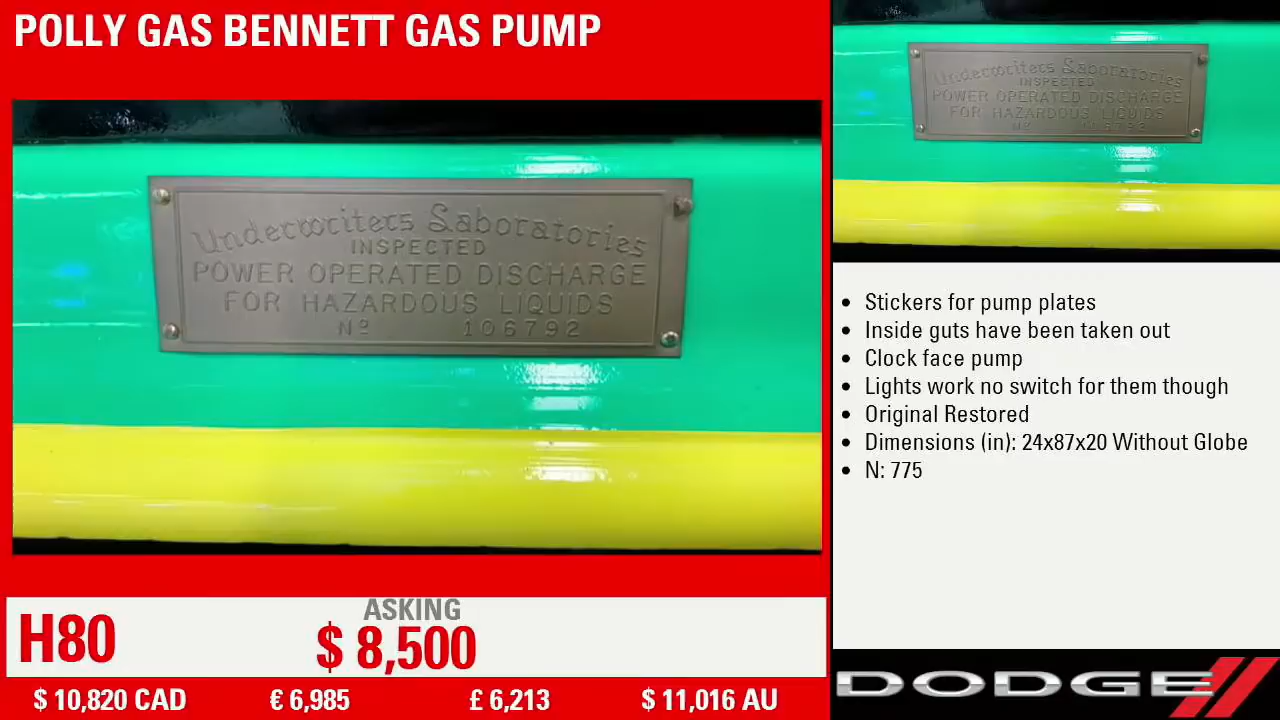 POLLY GAS BENNETT GAS PUMP
Underwriters Laboratories
INSPECTED
POWER OPERATED DISCHARGE
FOR HAZARDOUS LIQUIDS
Nº 106792
Underwriters Laboratories
INSPECTED
POWER OPERATED DISCHARGE
FOR HAZARDOUS LIQUIDS
Nº 106792
• Stickers for pump plates
• Inside guts have been taken out
• Clock face pump
• Lights work no switch for them though
• Original Restored
• Dimensions (in): 24x87x20 Without Globe
• N: 775
H80
ASKING
$ 8,500
$ 10,820 CAD € 6,985 £ 6,213 $ 11,016 AU
DODGE